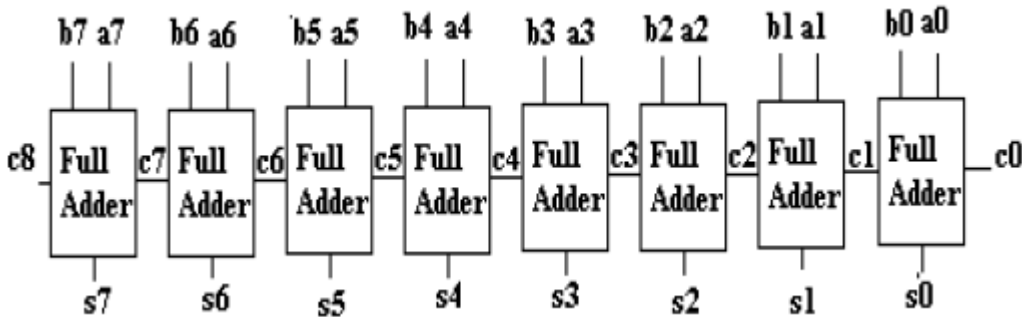 b7 a7 b6 a6 b5 a5 b4 a4 b3 a3 b2 a2 b1 a1 b0 a0
c8 Full c7 Full c6 Full c5 Full c4 Full c3 Full c2 Full c1 Full c0
Adder Adder Adder Adder Adder Adder Adder Adder
s7 s6 s5 s4 s3 s2 s1 s0